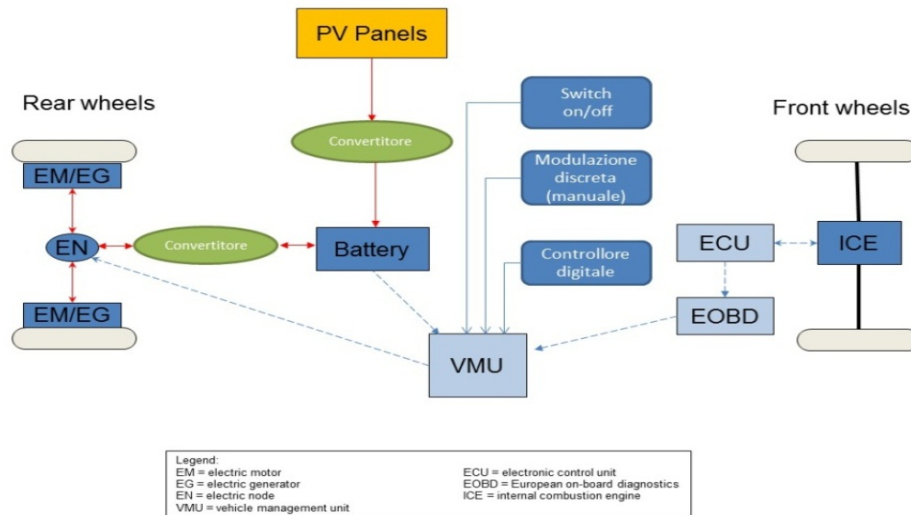 PV Panels
Rear wheels
Switch
on/off
Front wheels
Convertitore
EM/EG
Modulazione
discreta
(manuale)
EN
Convertitore
Battery
Controllore
digitale
ECU
ICE
EM/EG
EOBD
VMU
Legend:
EM = electric motor
EG = electric generator
EN = electric node
VMU = vehicle management unit
ECU = electronic control unit
EOBD = European on-board diagnostics
ICE = internal combustion engine